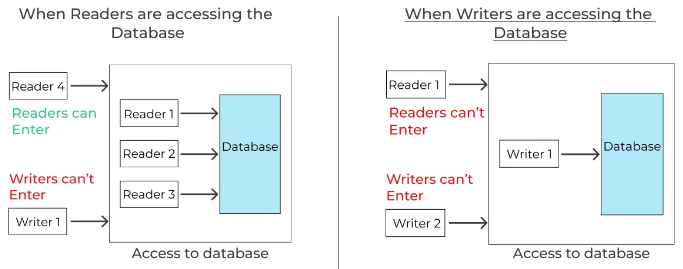 When Readers are accessing the
Database
Reader 4
Readers can
Enter
Reader 1
Reader 2
Reader 3
Database
Writers can't
Enter
Writer 1
Access to database
When Writers are accessing the
Database
Reader 1
Readers can't
Enter
Writer 1
Database
Writers can't
Enter
Writer 2
Access to database